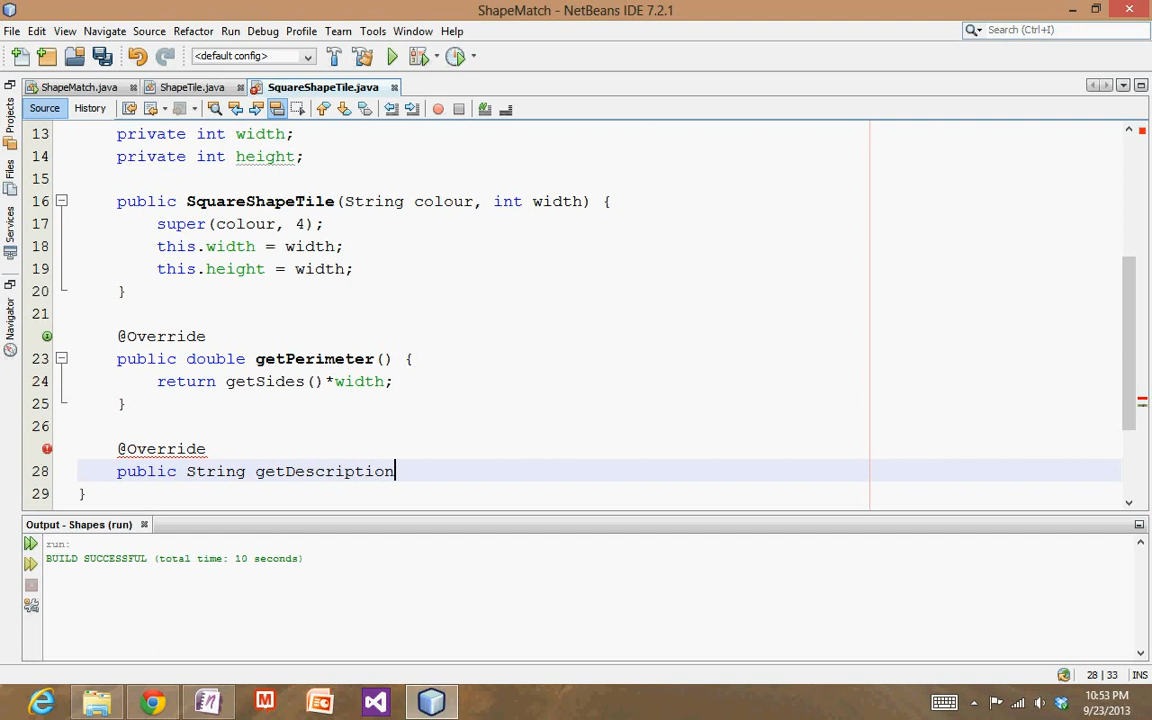 ShapeMatch - NetBeans IDE 7.2.1
File Edit View Navigate Source Refactor Run Debug Profile Team Tools Window Help
Search (Ctrl+I)
<default config>
ShapeMatch.java ShapeTile.java SquareShapeTile.java
Source History
Projects
Files
Services
Navigator
13 private int width;
14 private int height;
15
16 public SquareShapeTile(String colour, int width) {
17 super(colour, 4);
18 this.width = width;
19 this.height = width;
20 }
21
@Override
23 public double getPerimeter() {
24 return getSides()*width;
25 }
26
@Override
28 public String getDescription
29 }
Output - Shapes (run)
run:
BUILD SUCCESSFUL (total time: 10 seconds)
28 | 33 INS
10:53 PM
9/23/2013